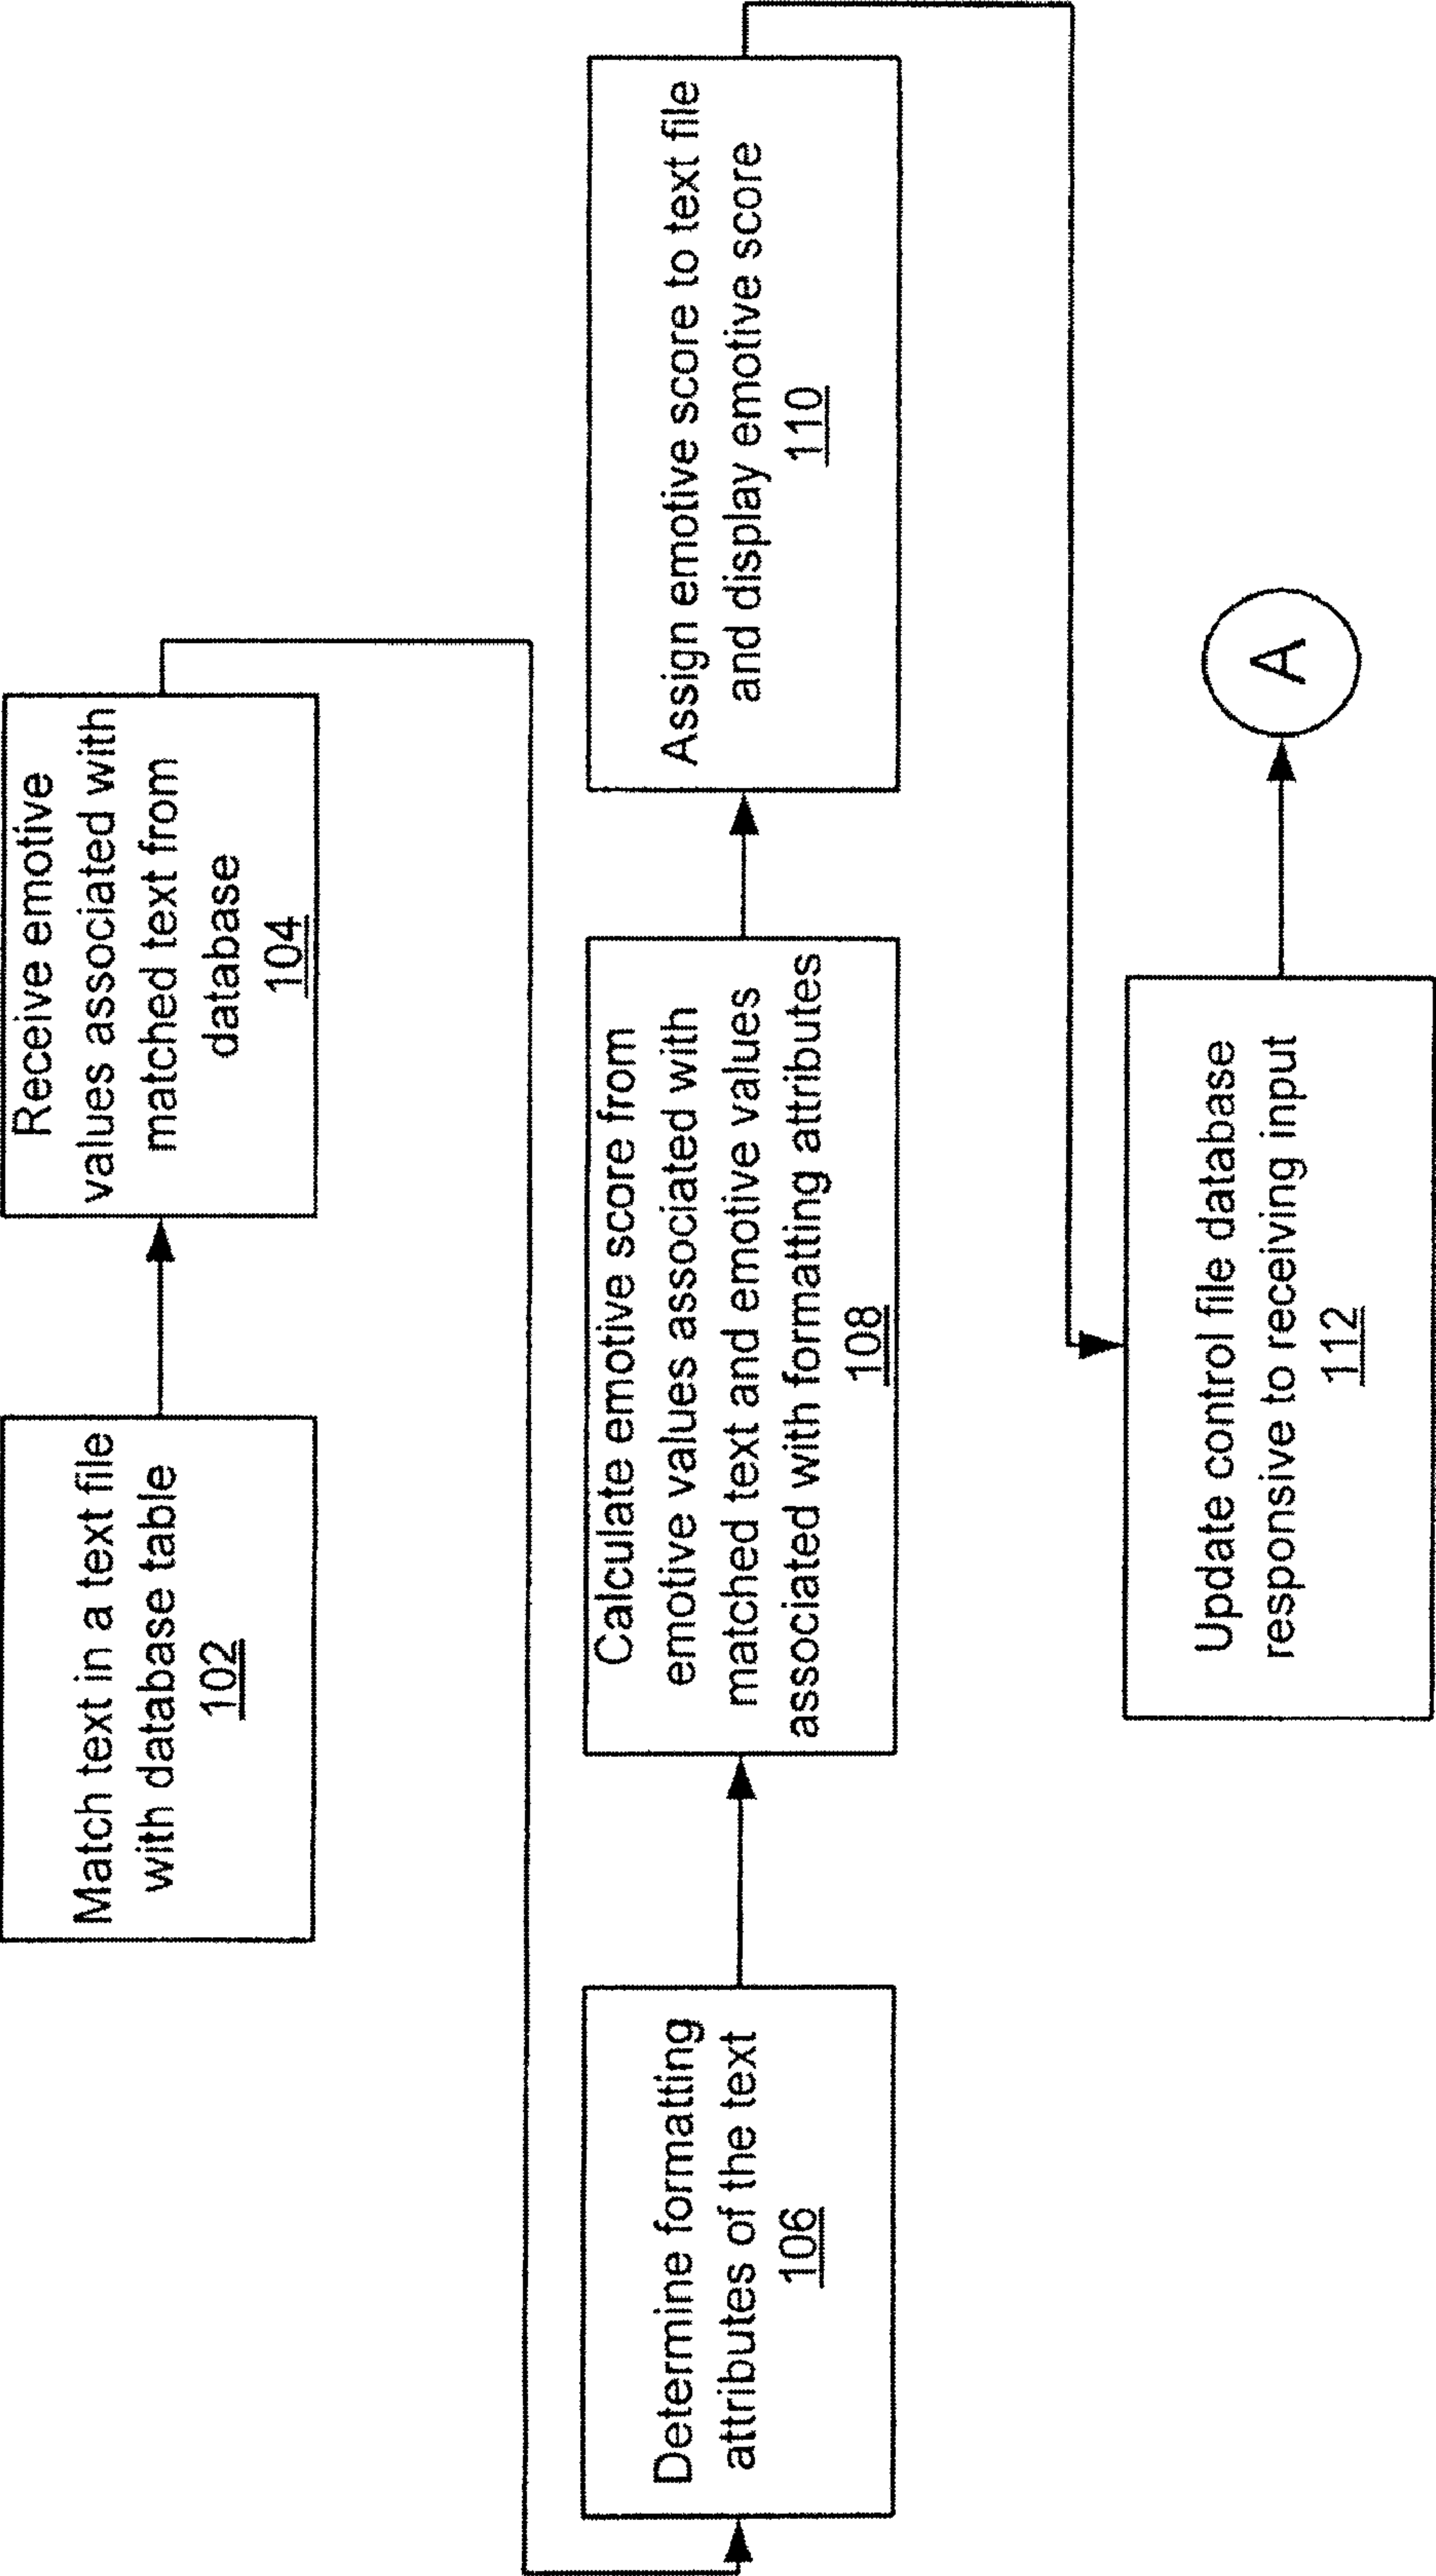 Match text in a text file
with database table
102
Receive emotive
values associated with
matched text from
database
104
Determine formatting
attributes of the text
106
Calculate emotive score from
emotive values associated with
matched text and emotive values
associated with formatting attributes
108
Assign emotive score to text file
and display emotive score
110
Update control file database
responsive to receiving input
112
A